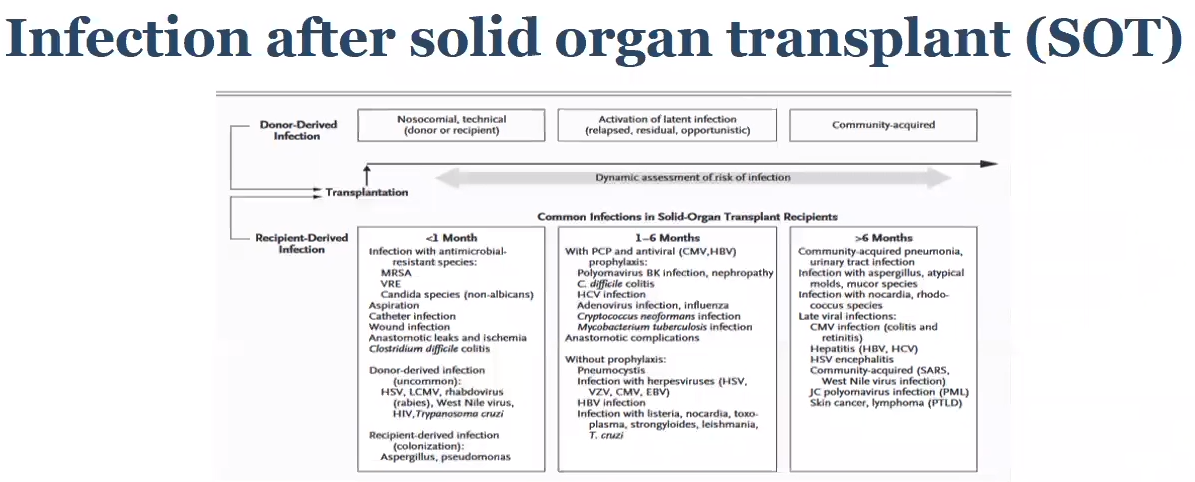 Infection after solid organ transplant (SOT)
Donor-Derived
Infection
Nosocomial, technical
(donor or recipient)
Activation of latent infection
(relapsed, residual, opportunistic)
Community-acquired
Dynamic assessment of risk of infection
Transplantation
Common Infections in Solid-Organ Transplant Recipients
Recipient-Derived
Infection
<1 Month
Infection with antimicrobial-
resistant species:
MRSA
VRE
Candida species (non-albicans)
Aspiration
Catheter infection
Wound infection
Anastomotic leaks and ischemia
Clostridium difficile colitis
Donor-derived infection
(uncommon):
HSV, LCMV, rhabdovirus
(rabies), West Nile virus,
HIV, Trypanosoma cruzi
Recipient-derived infection
(colonization):
Aspergillus, pseudomonas
1–6 Months
With PCP and antiviral (CMV,HBV)
prophylaxis:
Polyomavirus BK infection, nephropathy
C. difficile colitis
HCV infection
Adenovirus infection, influenza
Cryptococcus neoformans infection
Mycobacterium tuberculosis infection
Anastomotic complications
Without prophylaxis:
Pneumocystis
Infection with herpesviruses (HSV,
VZV, CMV, EBV)
HBV infection
Infection with listeria, nocardia, toxo-
plasma, strongyloides, leishmania,
T. cruzi
>6 Months
Community-acquired pneumonia,
urinary tract infection
Infection with aspergillus, atypical
molds, mucor species
Infection with nocardia, rhodo-
coccus species
Late viral infections:
CMV infection (colitis and
retinitis)
Hepatitis (HBV, HCV)
HSV encephalitis
Community-acquired (SARS,
West Nile virus infection)
JC polyomavirus infection (PML)
Skin cancer, lymphoma (PTLD)